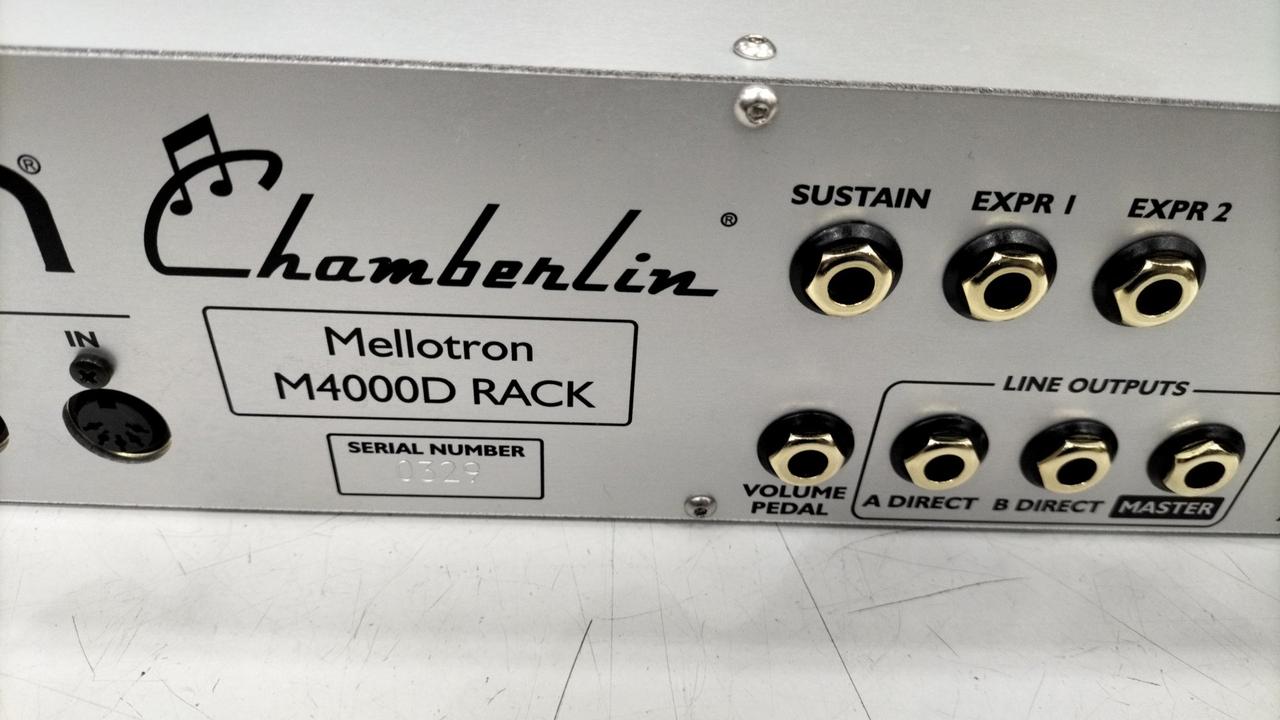 ®
Chamberlin®
IN
Mellotron
M4000D RACK
SERIAL NUMBER
0329
SUSTAIN
EXPR 1
EXPR 2
LINE OUTPUTS
VOLUME
PEDAL
A DIRECT
B DIRECT
MASTER